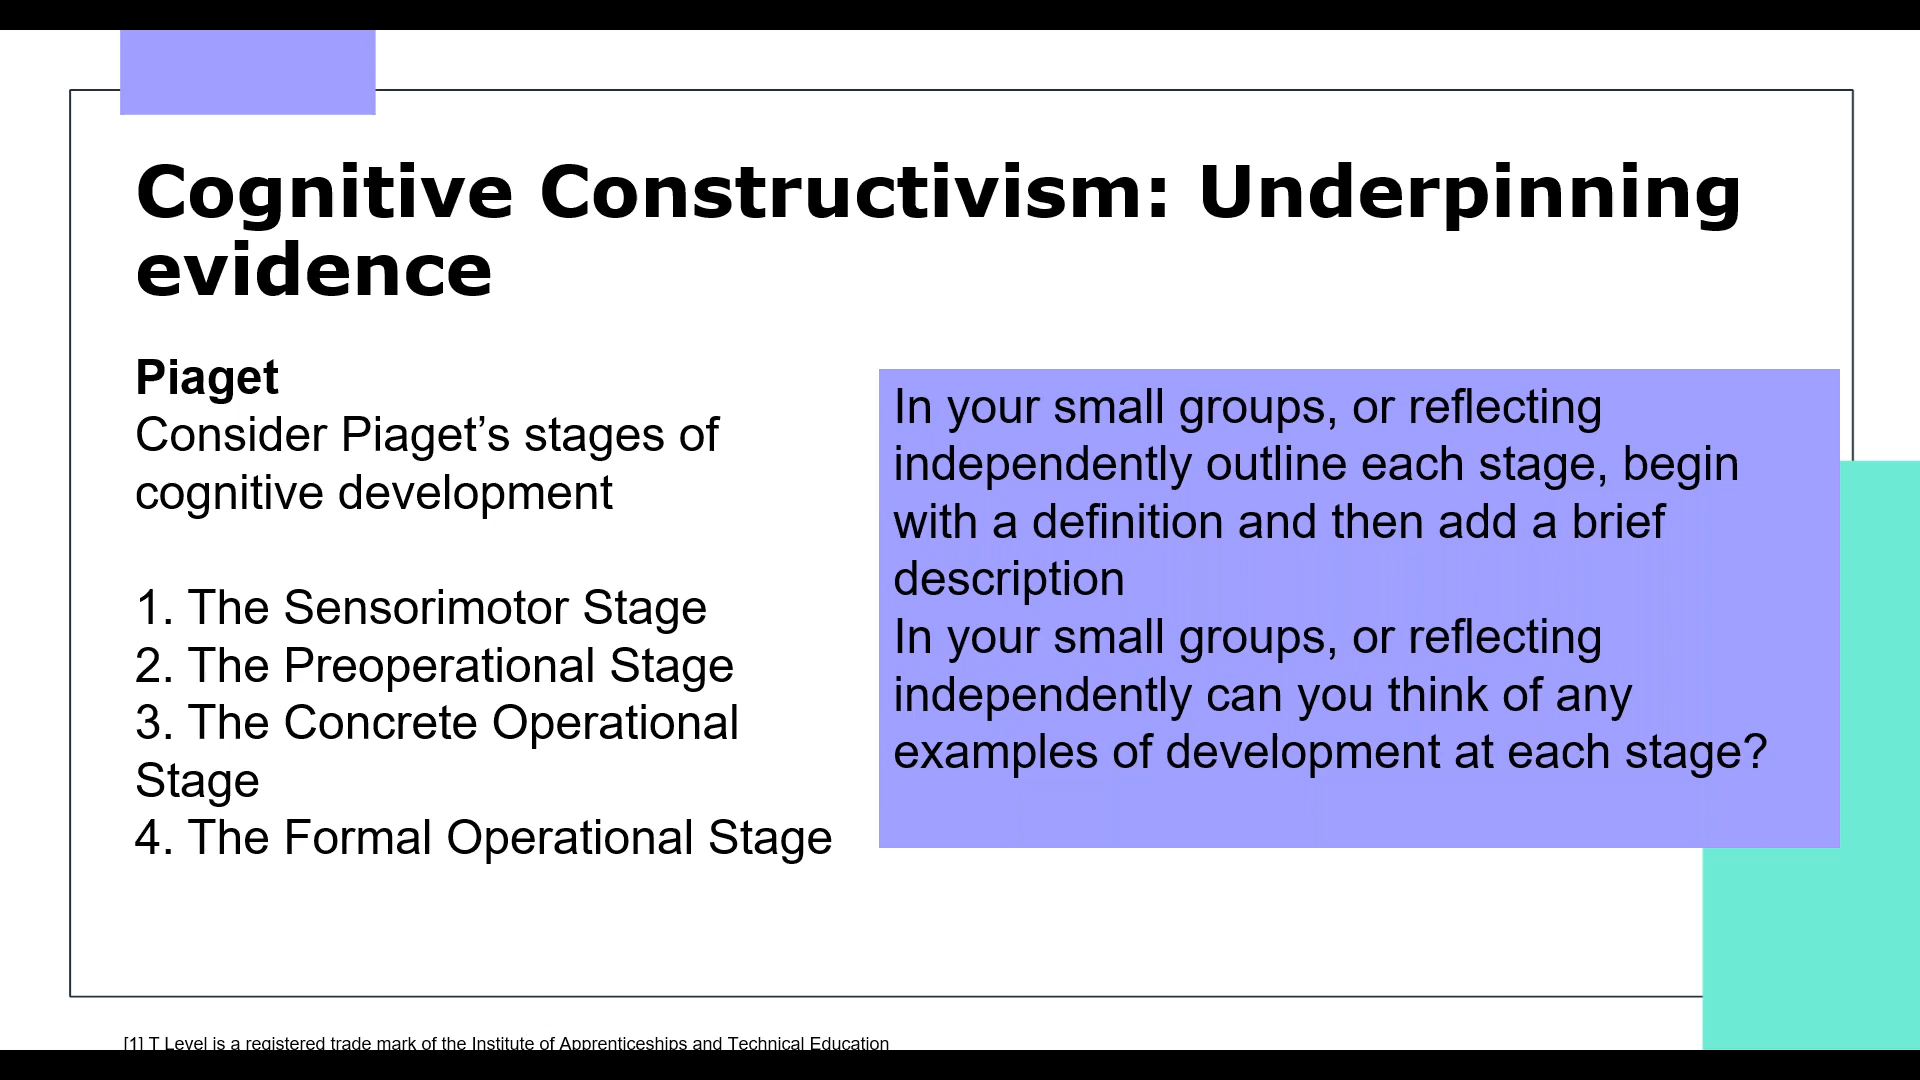 Cognitive Constructivism: Underpinning
evidence
Piaget
Consider Piaget’s stages of
cognitive development
1. The Sensorimotor Stage
2. The Preoperational Stage
3. The Concrete Operational
Stage
4. The Formal Operational Stage
In your small groups, or reflecting
independently outline each stage, begin
with a definition and then add a brief
description
In your small groups, or reflecting
independently can you think of any
examples of development at each stage?
[1] T Level is a registered trade mark of the Institute of Apprenticeships and Technical Education